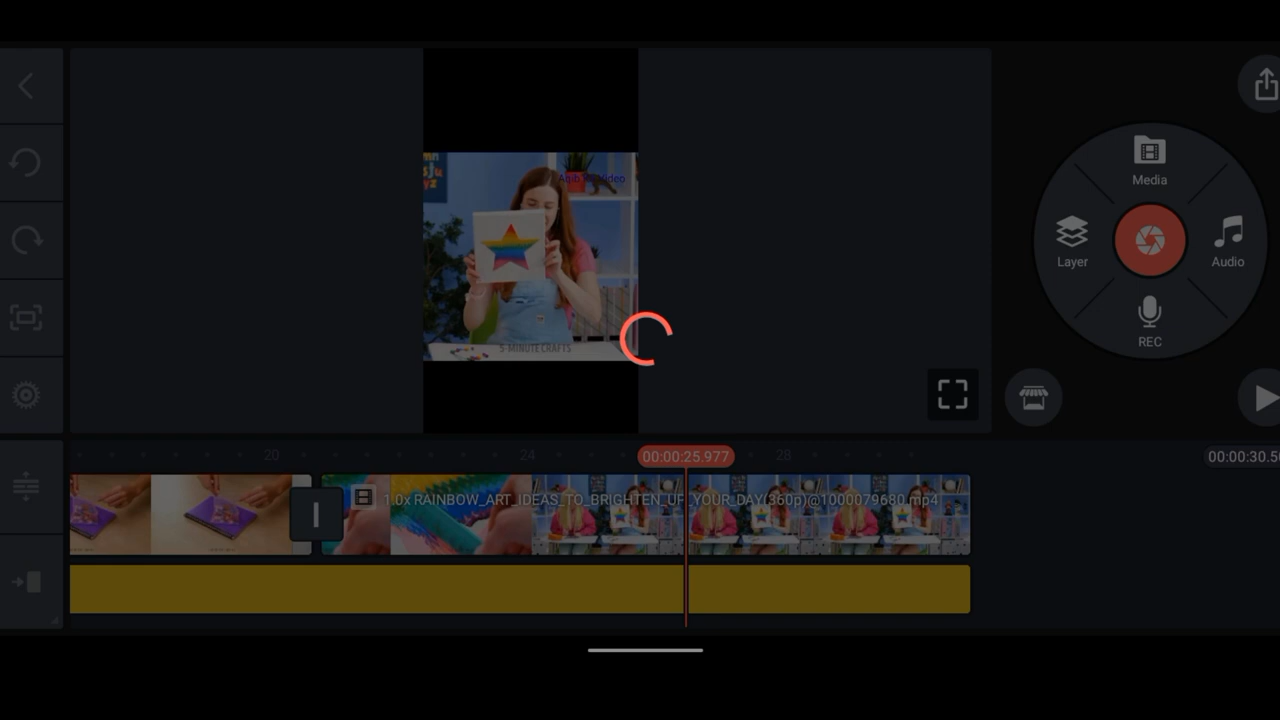 Media
Layer
Audio
REC
5-MINUTE CRAFTS
20
24
00:00:25.977
28
00:00:30.5
1.0x RAINBOW_ART_IDEAS_TO_BRIGHTEN_UP_YOUR_DAY(360p)@1000079680.mp4